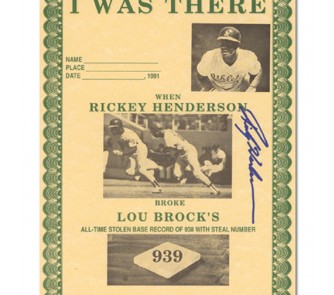 I WAS THERE
NAME
PLACE
DATE , 1991
WHEN
RICKEY HENDERSON
BROKE
LOU BROCK'S
ALL-TIME STOLEN BASE RECORD OF 938 WITH STEAL NUMBER
939